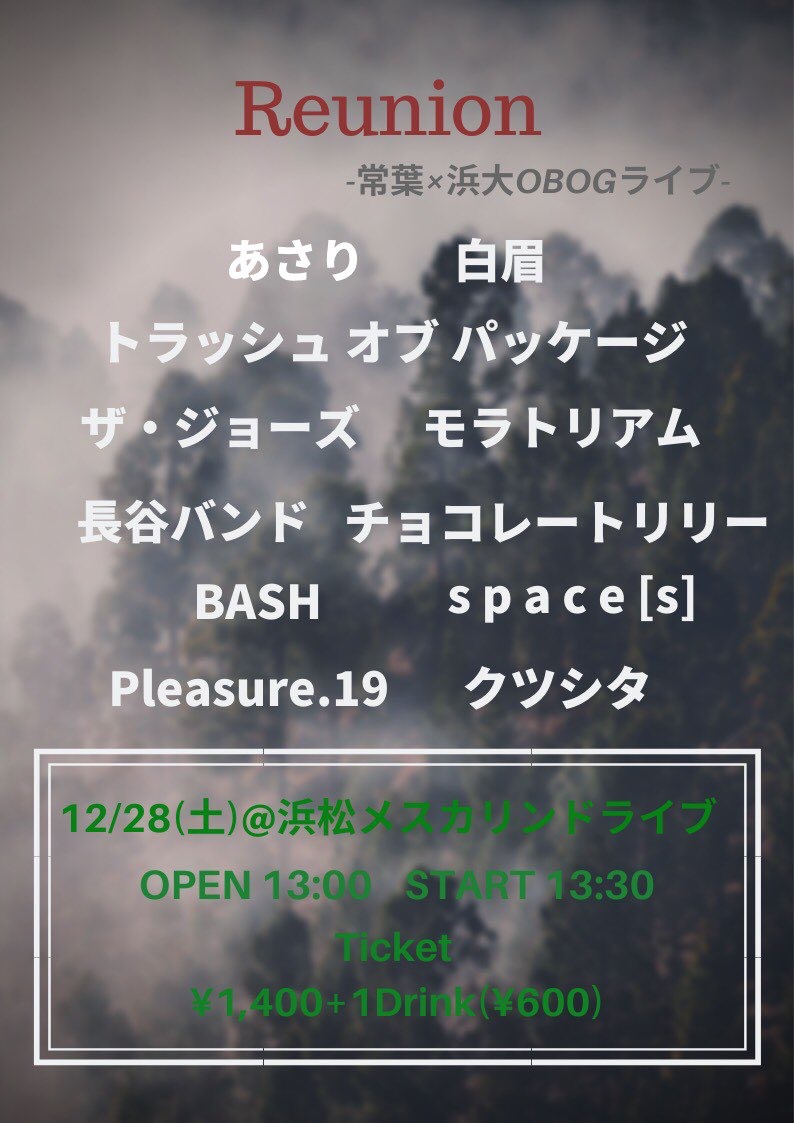 Reunion
-常葉×浜大OBOGライブ-
あさり 白眉
トラッシュ オブ パッケージ
ザ・ジョーズ モラトリアム
長谷バンド チョコレートリリー
BASH space[s]
Pleasure.19 クツシタ
12/28(土)@浜松メスカリンドライブ
OPEN 13:00 START 13:30
Ticket
¥1,400+1Drink(¥600)